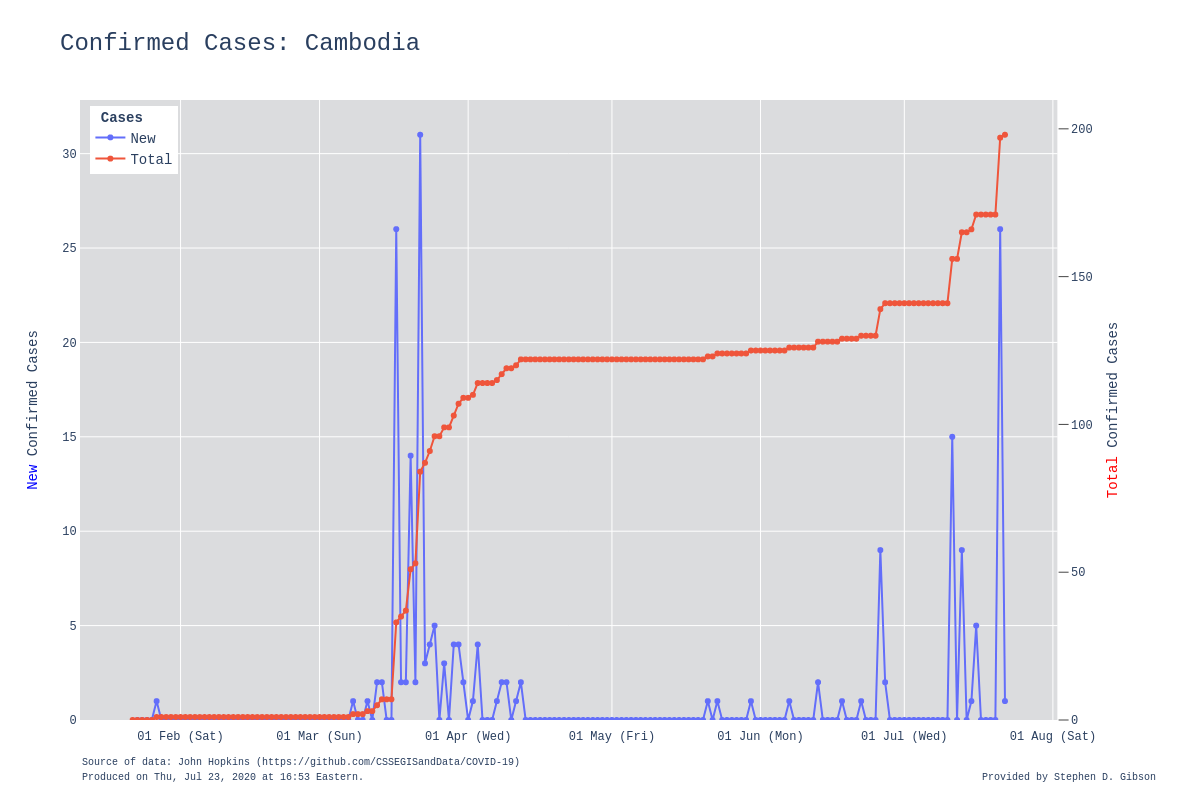 Confirmed Cases: Cambodia
Cases
New
Total
30
25
20
15
10
5
0
200
150
100
50
0
New Confirmed Cases
Total Confirmed Cases
01 Feb (Sat)
01 Mar (Sun)
01 Apr (Wed)
01 May (Fri)
01 Jun (Mon)
01 Jul (Wed)
01 Aug (Sat)
Source of data: John Hopkins (https://github.com/CSSEGISandData/COVID-19)
Produced on Thu, Jul 23, 2020 at 16:53 Eastern.
Provided by Stephen D. Gibson